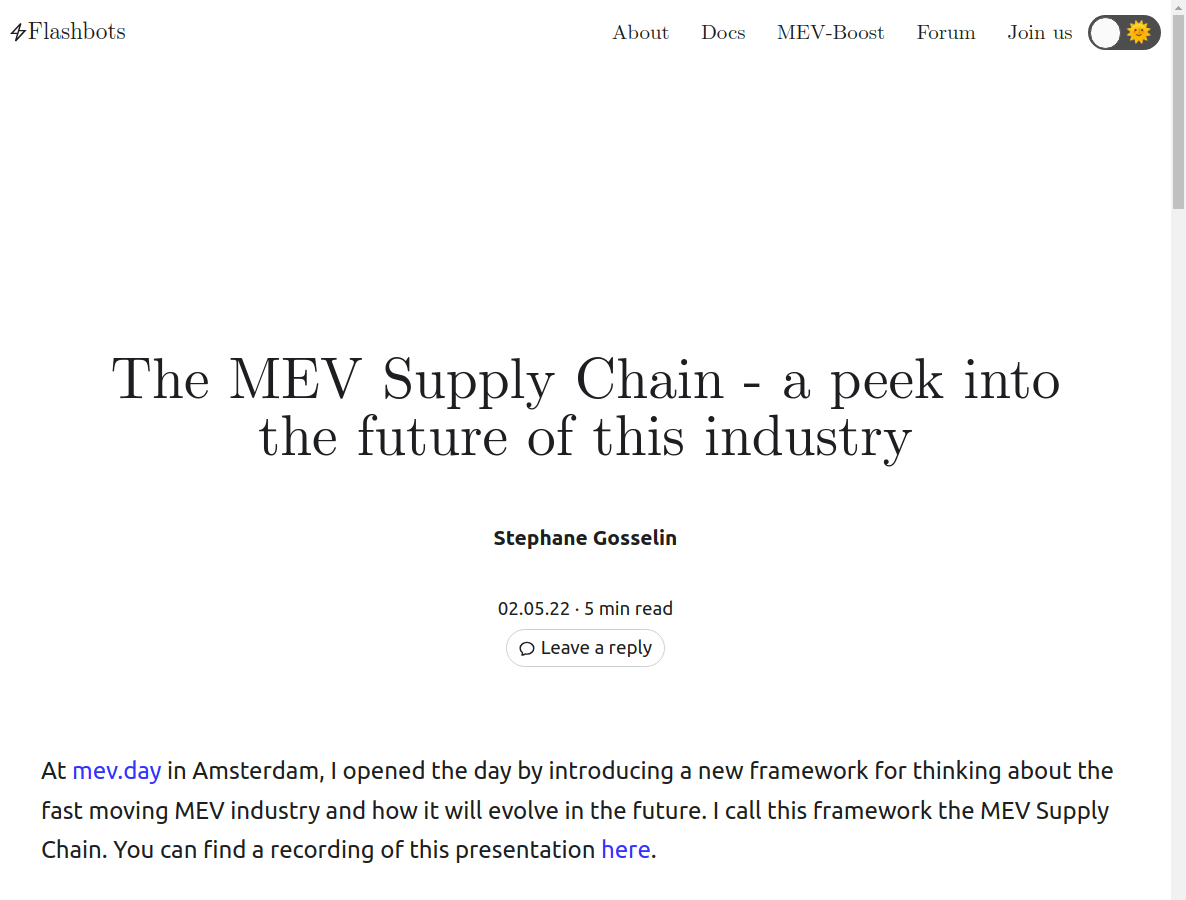 Flashbots
About Docs MEV-Boost Forum Join us
The MEV Supply Chain - a peek into
the future of this industry
Stephane Gosselin
02.05.22 · 5 min read
Leave a reply
At mev.day in Amsterdam, I opened the day by introducing a new framework for thinking about the
fast moving MEV industry and how it will evolve in the future. I call this framework the MEV Supply
Chain. You can find a recording of this presentation here.